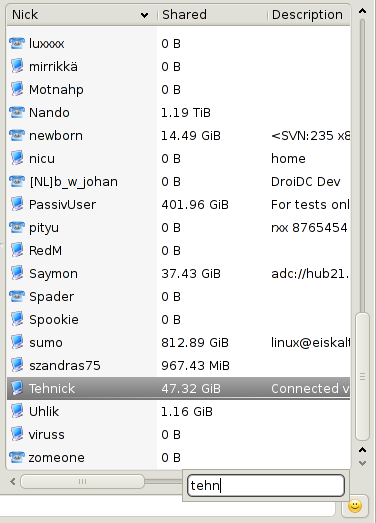 Nick Shared Description
luxxxx 0 B
mirrikkä 0 B
Motnahp 0 B
Nando 1.19 TiB
newborn 14.49 GiB <SVN:235 x8
nicu 0 B home
[NL]b_w_johan 0 B DroiDC Dev
PassivUser 401.96 GiB For tests onl
pityu 0 B rxx 8765454
RedM 0 B
Saymon 37.43 GiB adc://hub21.
Spader 0 B
Spookie 0 B
sumo 812.89 GiB linux@eiskalt
szandras75 967.43 MiB
Tehnick 47.32 GiB Connected v
Uhlik 1.16 GiB
viruss 0 B
zomeone 0 B
tehn